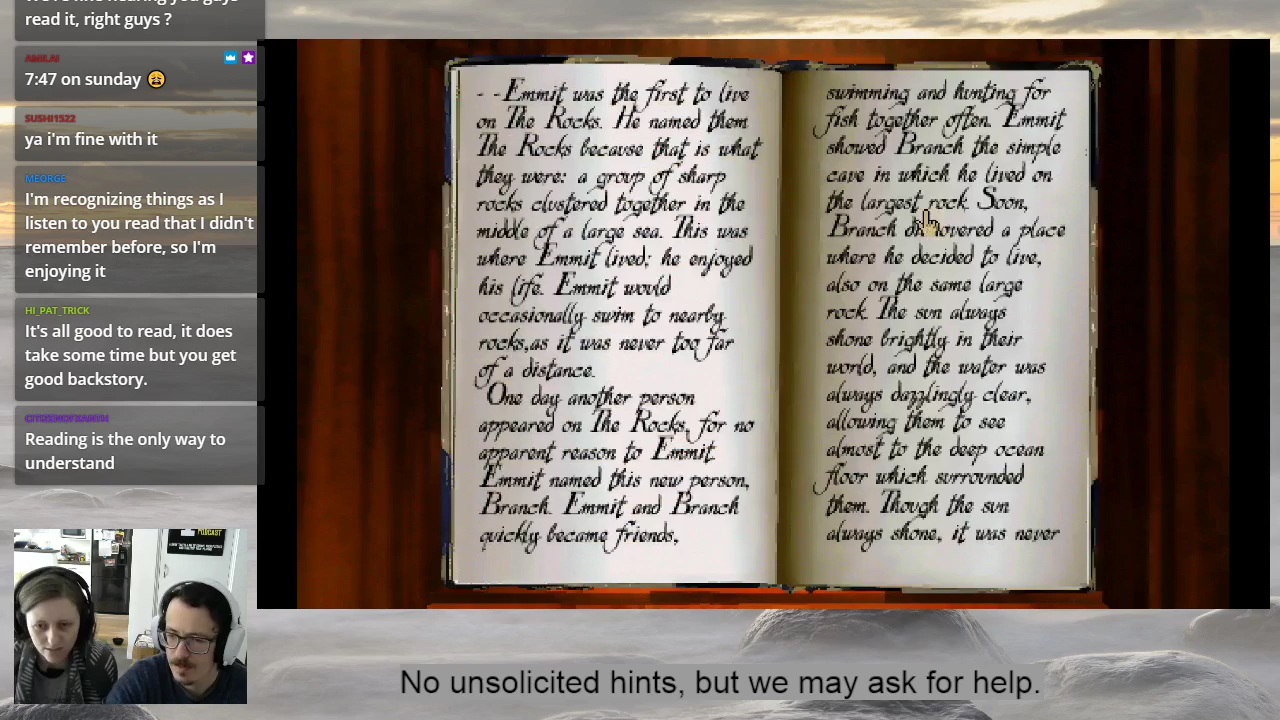 read it, right guys ?
AMILAI
7:47 on sunday 😩
SUSHI1522
ya i'm fine with it
MEORGE
I'm recognizing things as I
listen to you read that I didn't
remember before, so I'm
enjoying it
HI_PAT_TRICK
It's all good to read, it does
take some time but you get
good backstory.
Reading is the only way to
understand
PODCAST
- -Emmit was the first to live
on The Rocks. He named them
The Rocks because that is what
they were: a group of sharp
rocks clustered together in the
middle of a large sea. This was
where Emmit lived; he enjoyed
his life. Emmit would
occasionally swim to nearby
rocks,as it was never too far
of a distance.
One day another person
appeared on The Rocks, for no
apparent reason to Emmit.
Emmit named this new person,
Branch. Emmit and Branch
quickly became friends,
swimming and hunting for
fish together often. Emmit
showed Branch the simple
cave in which he lived on
the largest rock. Soon,
Branch discovered a place
where he decided to live,
also on the same large
rock. The sun always
shone brightly in their
world, and the water was
always dazzlingly clear,
allowing them to see
almost to the deep ocean
floor which surrounded
them. Though the sun
always shone, it was never
No unsolicited hints, but we may ask for help.